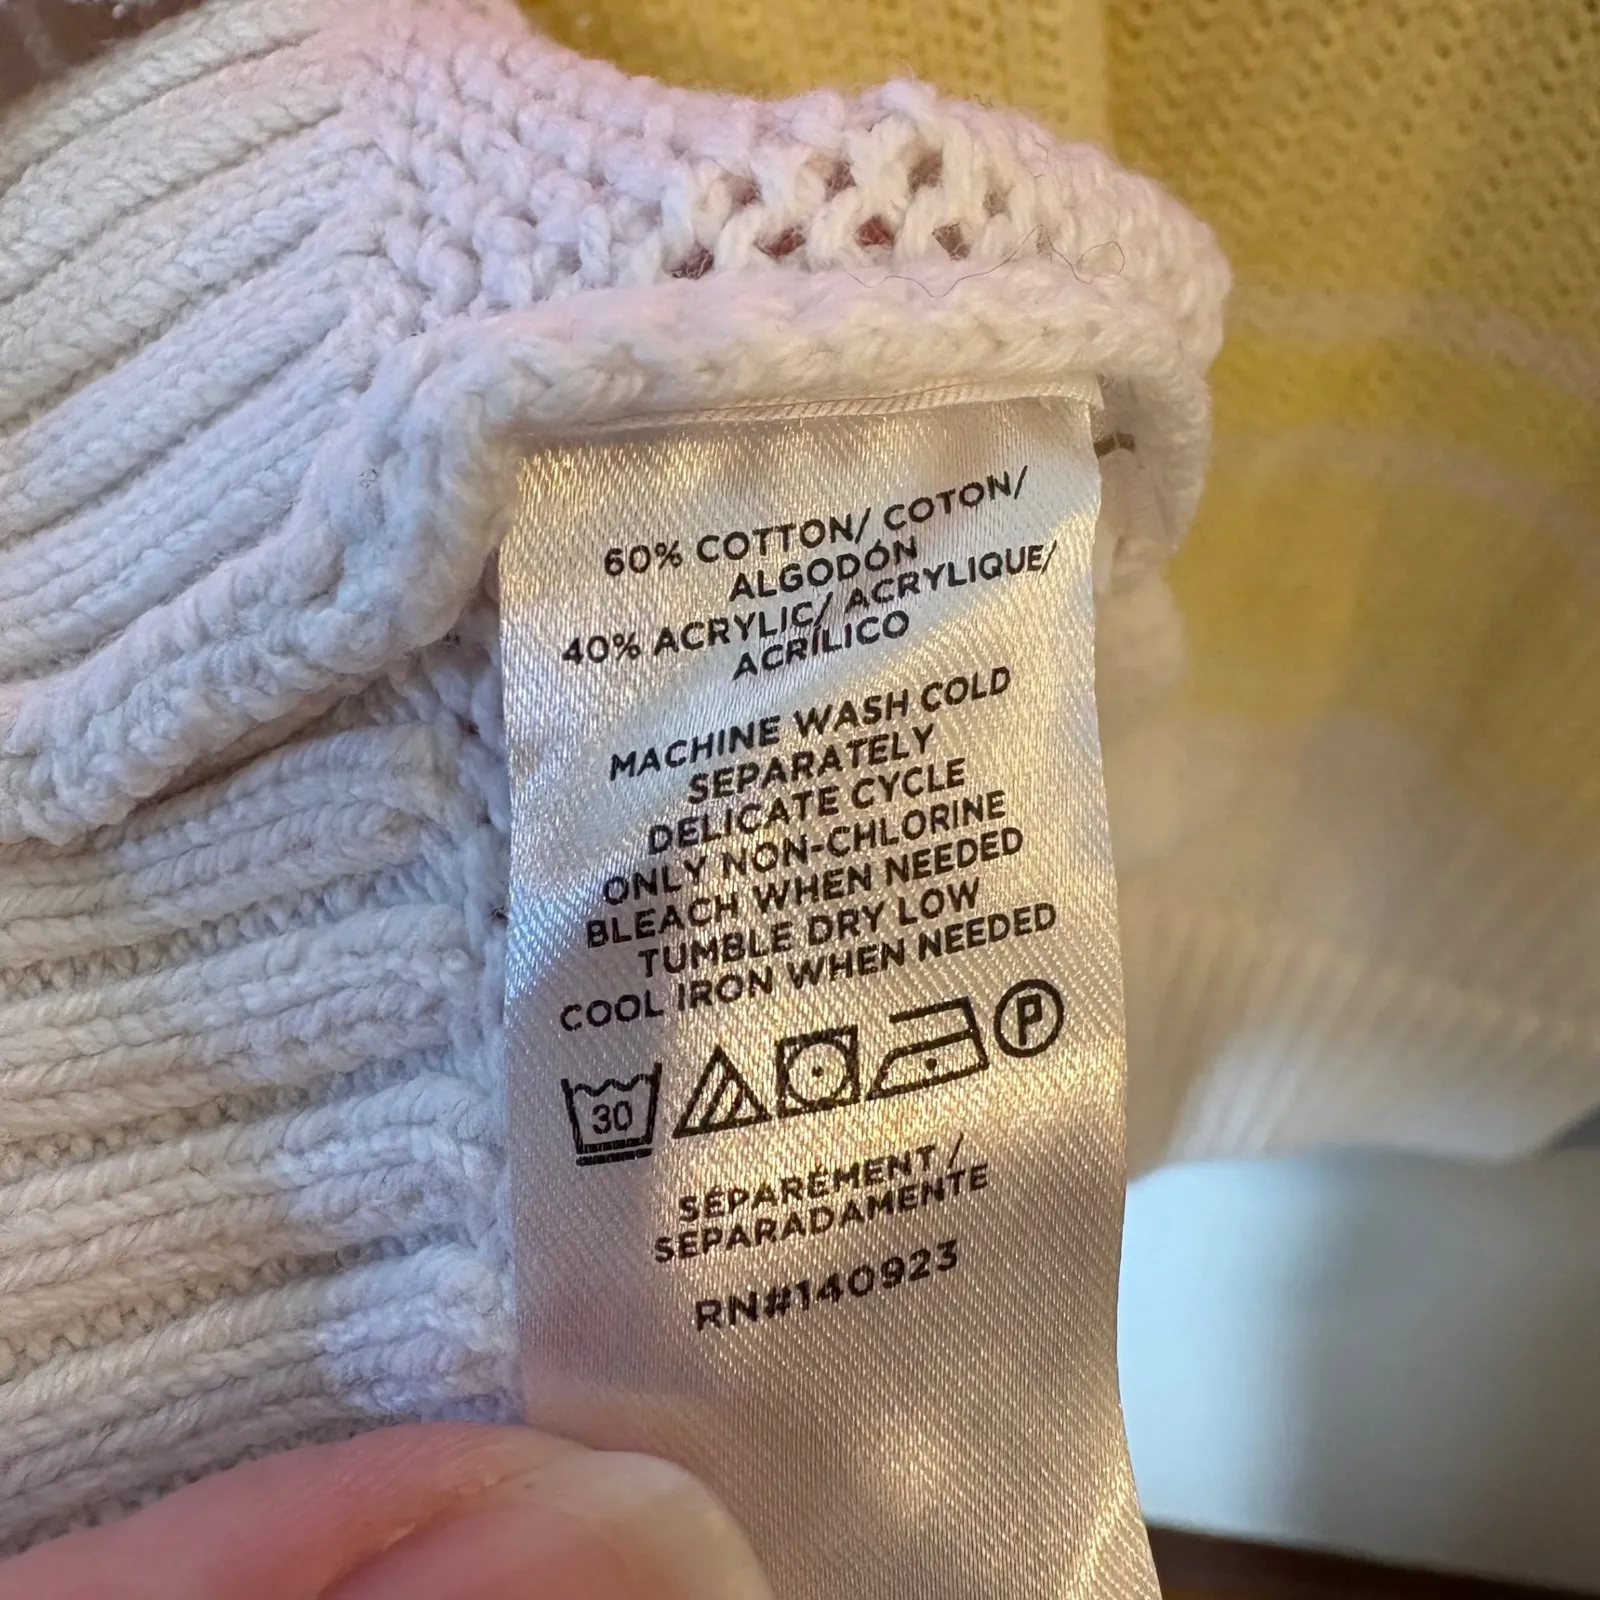 60% COTTON/ COTON/
ALGODÓN
40% ACRYLIC/ ACRYLIQUE/
ACRÍLICO
MACHINE WASH COLD
SEPARATELY
DELICATE CYCLE
ONLY NON-CHLORINE
BLEACH WHEN NEEDED
TUMBLE DRY LOW
COOL IRON WHEN NEEDED
30 P
SÉPARÉMENT /
SEPARADAMENTE
RN#140923